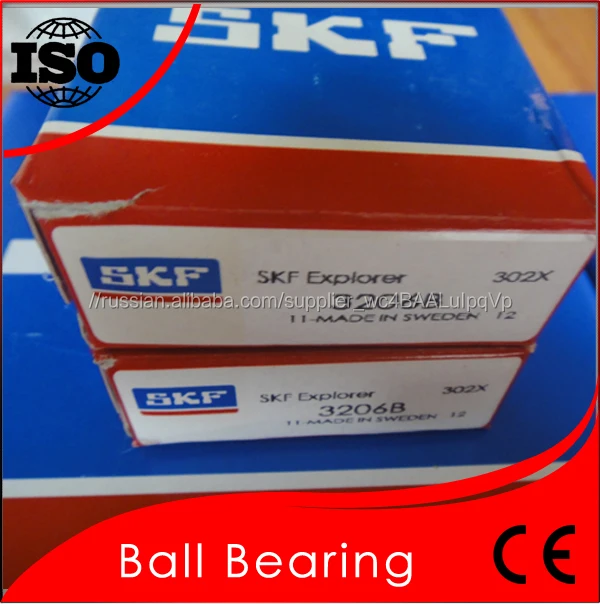 ISO
SKF
SKF
SKF Explorer
302X
https://russian.alibaba.com/supplier_wc4BAALuIpqVp
11-MADE IN SWEDEN 12
SKF
SKF Explorer
302X
3206B
11-MADE IN SWEDEN 12
Ball Bearing
CE